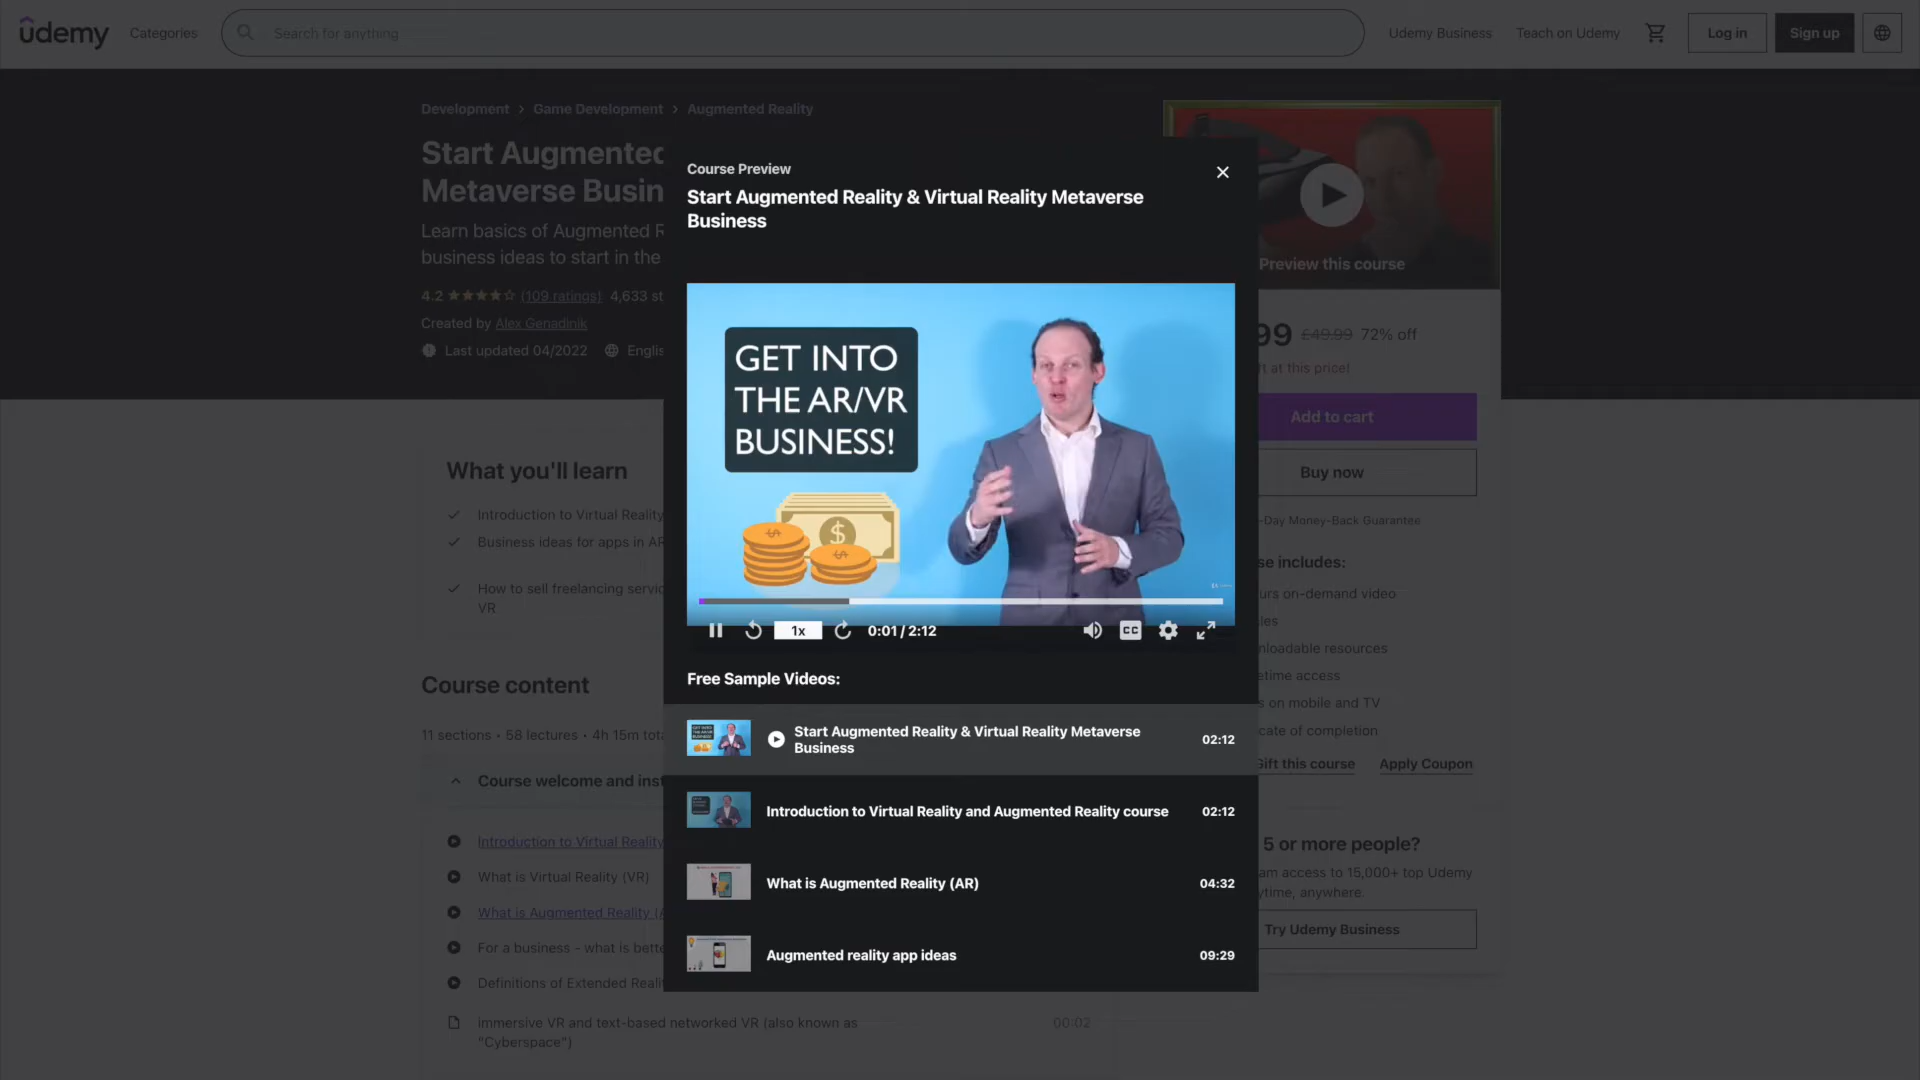 ûdemy
Categories
Search for anything
Udemy Business
Teach on Udemy
Log in
Sign up
Development
Game Development
Augmented Reality
Start Augmented
Metaverse Busin
Learn basics of Augmented R
business ideas to start in the
4.2
(109 ratings)
4,633 st
Created by Alex Genadinik
Last updated 04/2022
Englis
Course Preview
Start Augmented Reality & Virtual Reality Metaverse
Business
GET INTO
THE AR/VR
BUSINESS!
1x
0:01 / 2:12
CC
Free Sample Videos:
Start Augmented Reality & Virtual Reality Metaverse
Business
02:12
Introduction to Virtual Reality and Augmented Reality course
02:12
What is Augmented Reality (AR)
04:32
Augmented reality app ideas
09:29
Preview this course
99
£49.99
72% off
ft at this price!
Add to cart
Buy now
-Day Money-Back Guarantee
se includes:
urs on-demand video
les
nloadable resources
etime access
s on mobile and TV
cate of completion
Gift this course
Apply Coupon
5 or more people?
am access to 15,000+ top Udemy
ytime, anywhere.
Try Udemy Business
What you'll learn
Introduction to Virtual Reality
Business ideas for apps in AR
How to sell freelancing servic
VR
Course content
11 sections • 58 lectures • 4h 15m tota
Course welcome and inst
Introduction to Virtual Reality
What is Virtual Reality (VR)
What is Augmented Reality (A
For a business - what is bette
Definitions of Extended Reali
immersive VR and text-based networked VR (also known as
"Cyberspace")
00:02